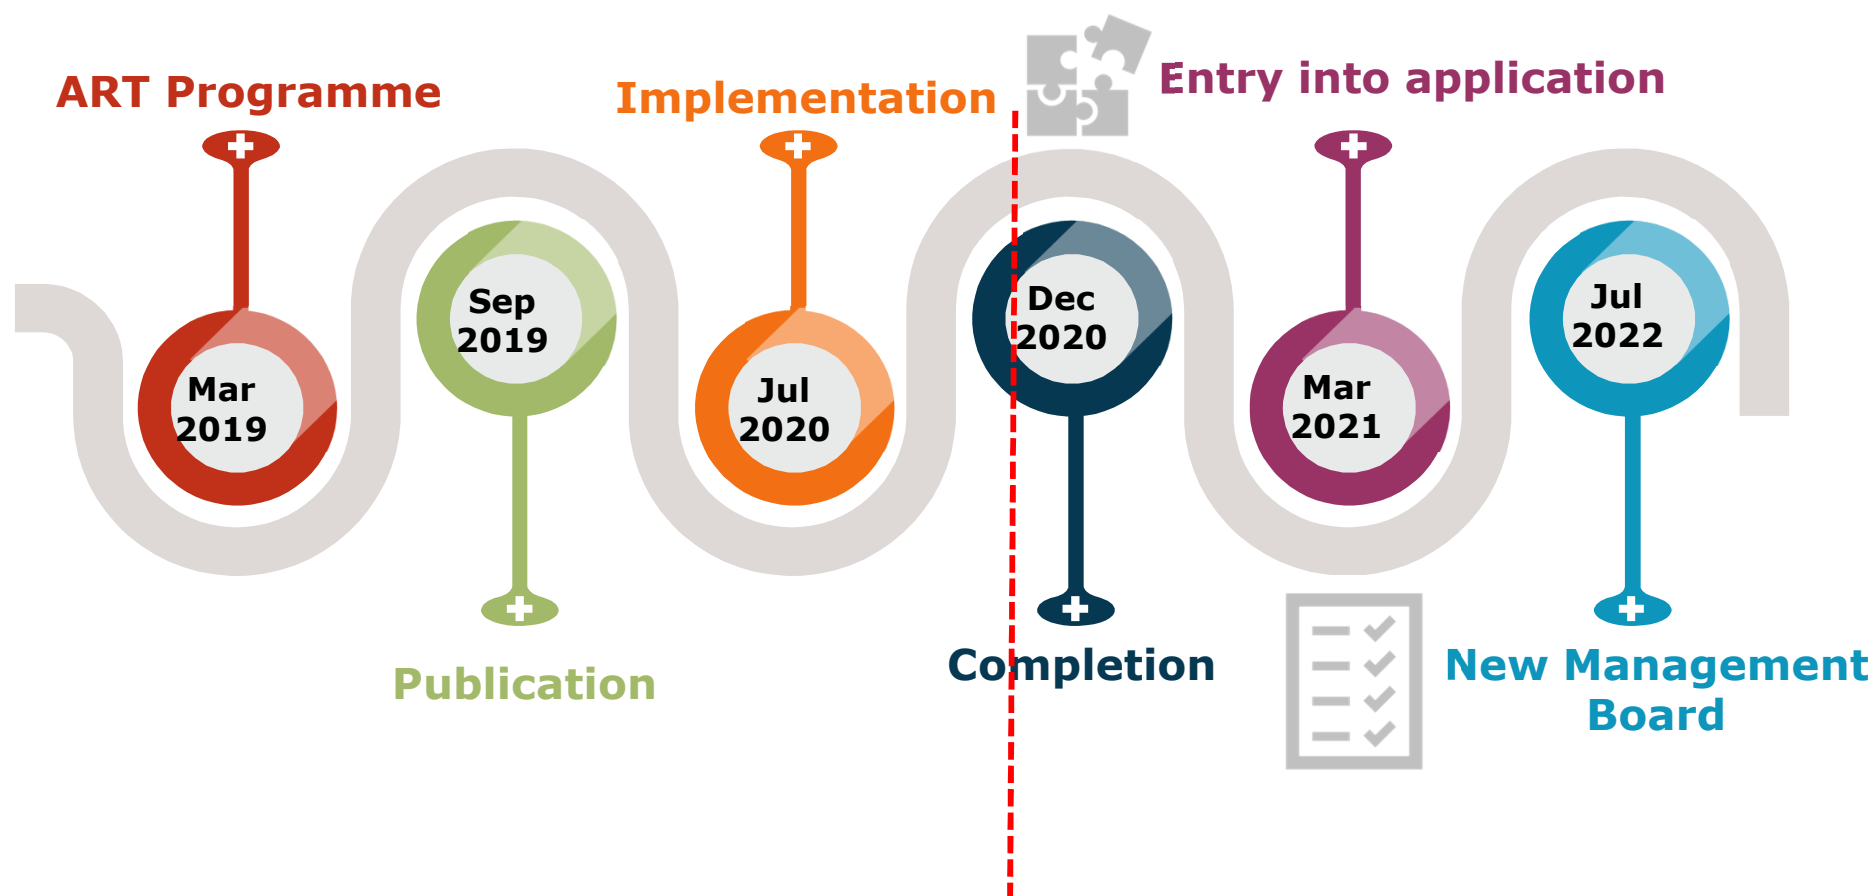 ART Programme
Mar
2019
Sep
2019
Publication
Implementation
Jul
2020
Dec
2020
Completion
Entry into application
Mar
2021
Jul
2022
New Management
Board